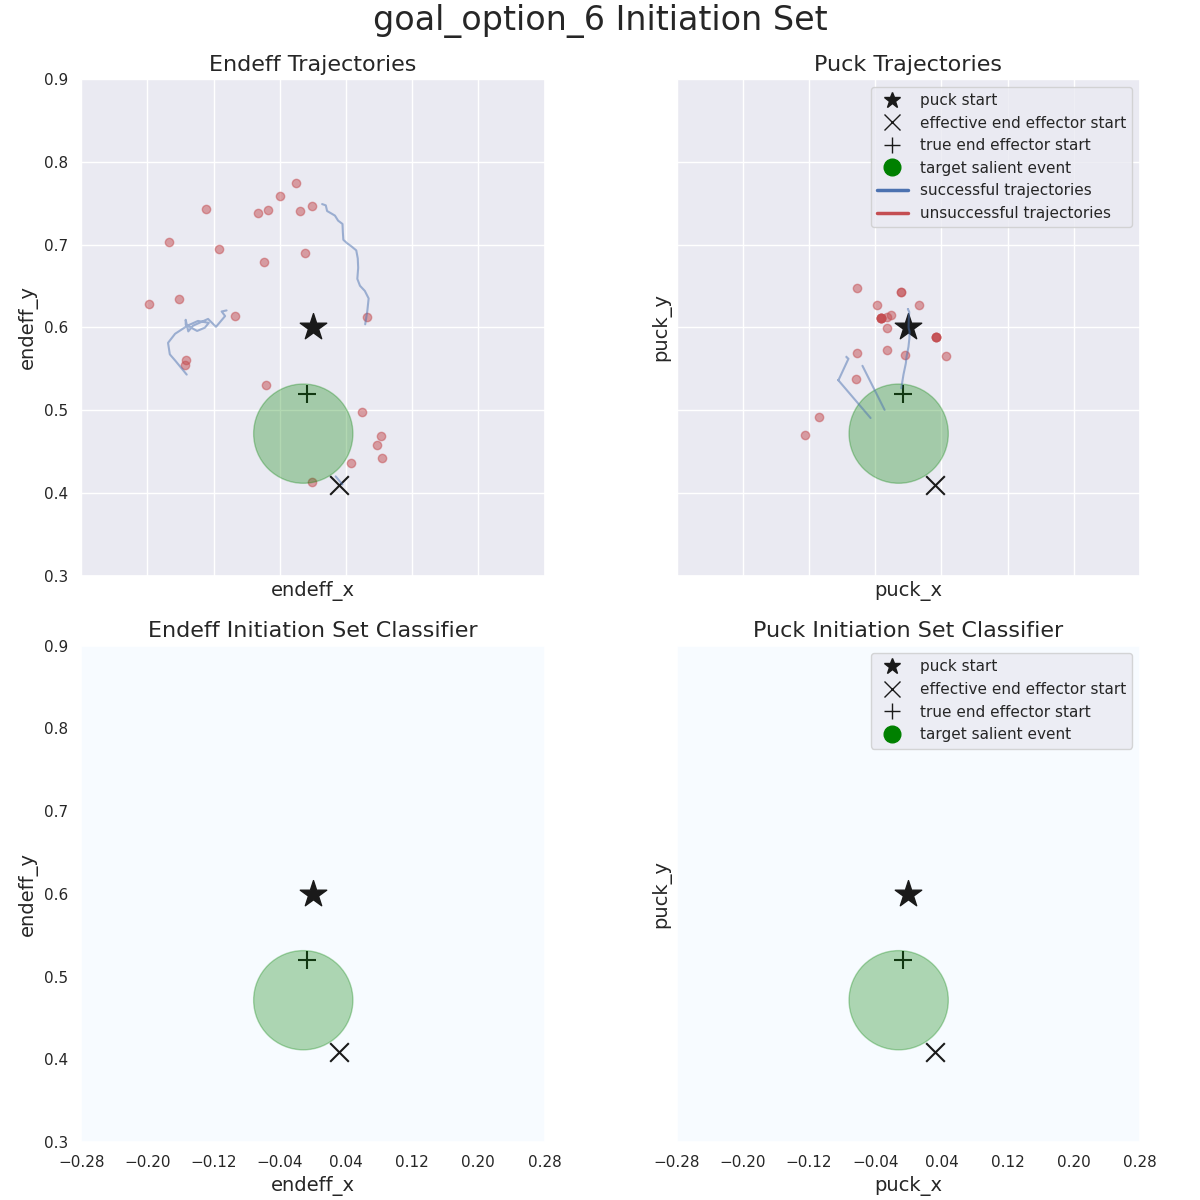 goal_option_6 Initiation Set
Endeff Trajectories
0.9
0.8
0.7
0.6
0.5
0.4
0.3
endeff_y
endeff_x
Puck Trajectories
puck start
effective end effector start
true end effector start
target salient event
successful trajectories
unsuccessful trajectories
puck_y
puck_x
Endeff Initiation Set Classifier
0.9
0.8
0.7
0.6
0.5
0.4
0.3
endeff_y
−0.28 −0.20 −0.12 −0.04 0.04 0.12 0.20 0.28
endeff_x
Puck Initiation Set Classifier
puck start
effective end effector start
true end effector start
target salient event
puck_y
−0.28 −0.20 −0.12 −0.04 0.04 0.12 0.20 0.28
puck_x